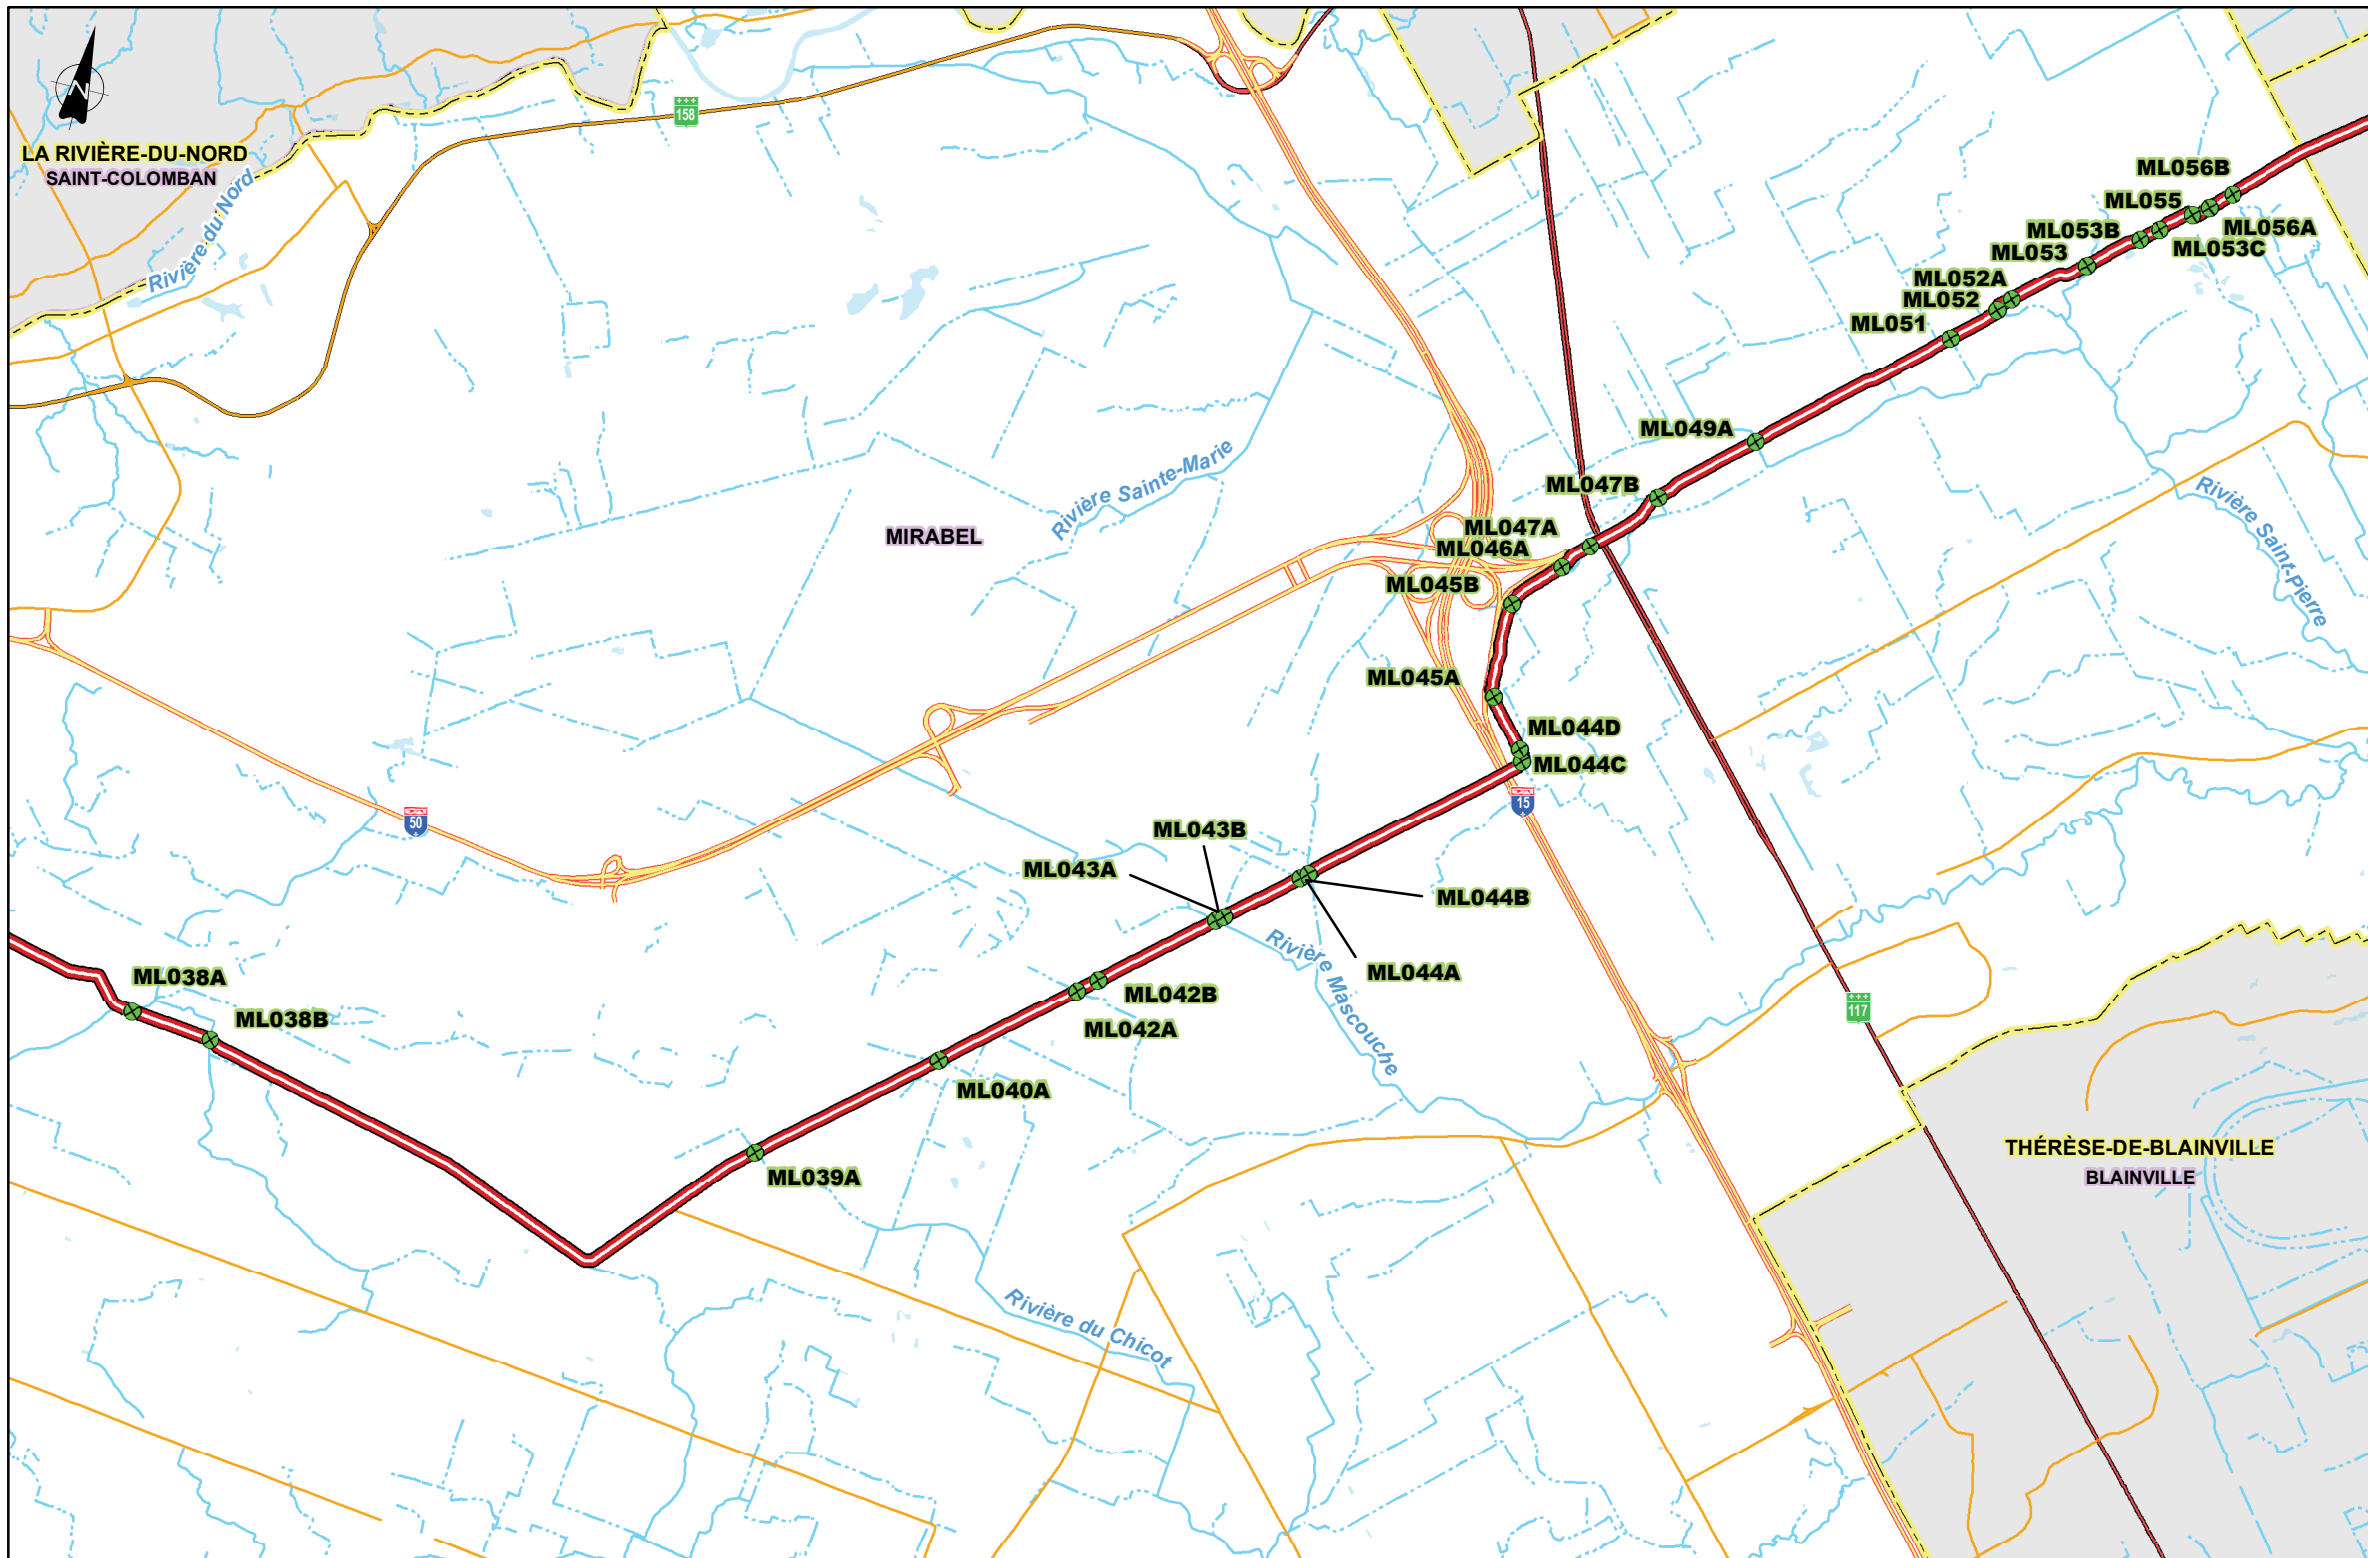 N
158
LA RIVIÈRE-DU-NORD
SAINT-COLOMBAN
Rivière du Nord
ML056B
ML055
ML056A
ML053B
ML053C
ML053
ML052A
ML052
ML051
ML049A
Rivière Sainte-Marie
ML047B
Rivière Saint-Pierre
MIRABEL
ML047A
ML046A
ML045B
ML045A
ML044D
ML044C
15
50
ML043B
ML043A
ML044B
Rivière Mascouche
ML044A
ML038A
ML042B
117
ML038B
ML042A
ML040A
THÉRÈSE-DE-BLAINVILLE
BLAINVILLE
ML039A
Rivière du Chicot